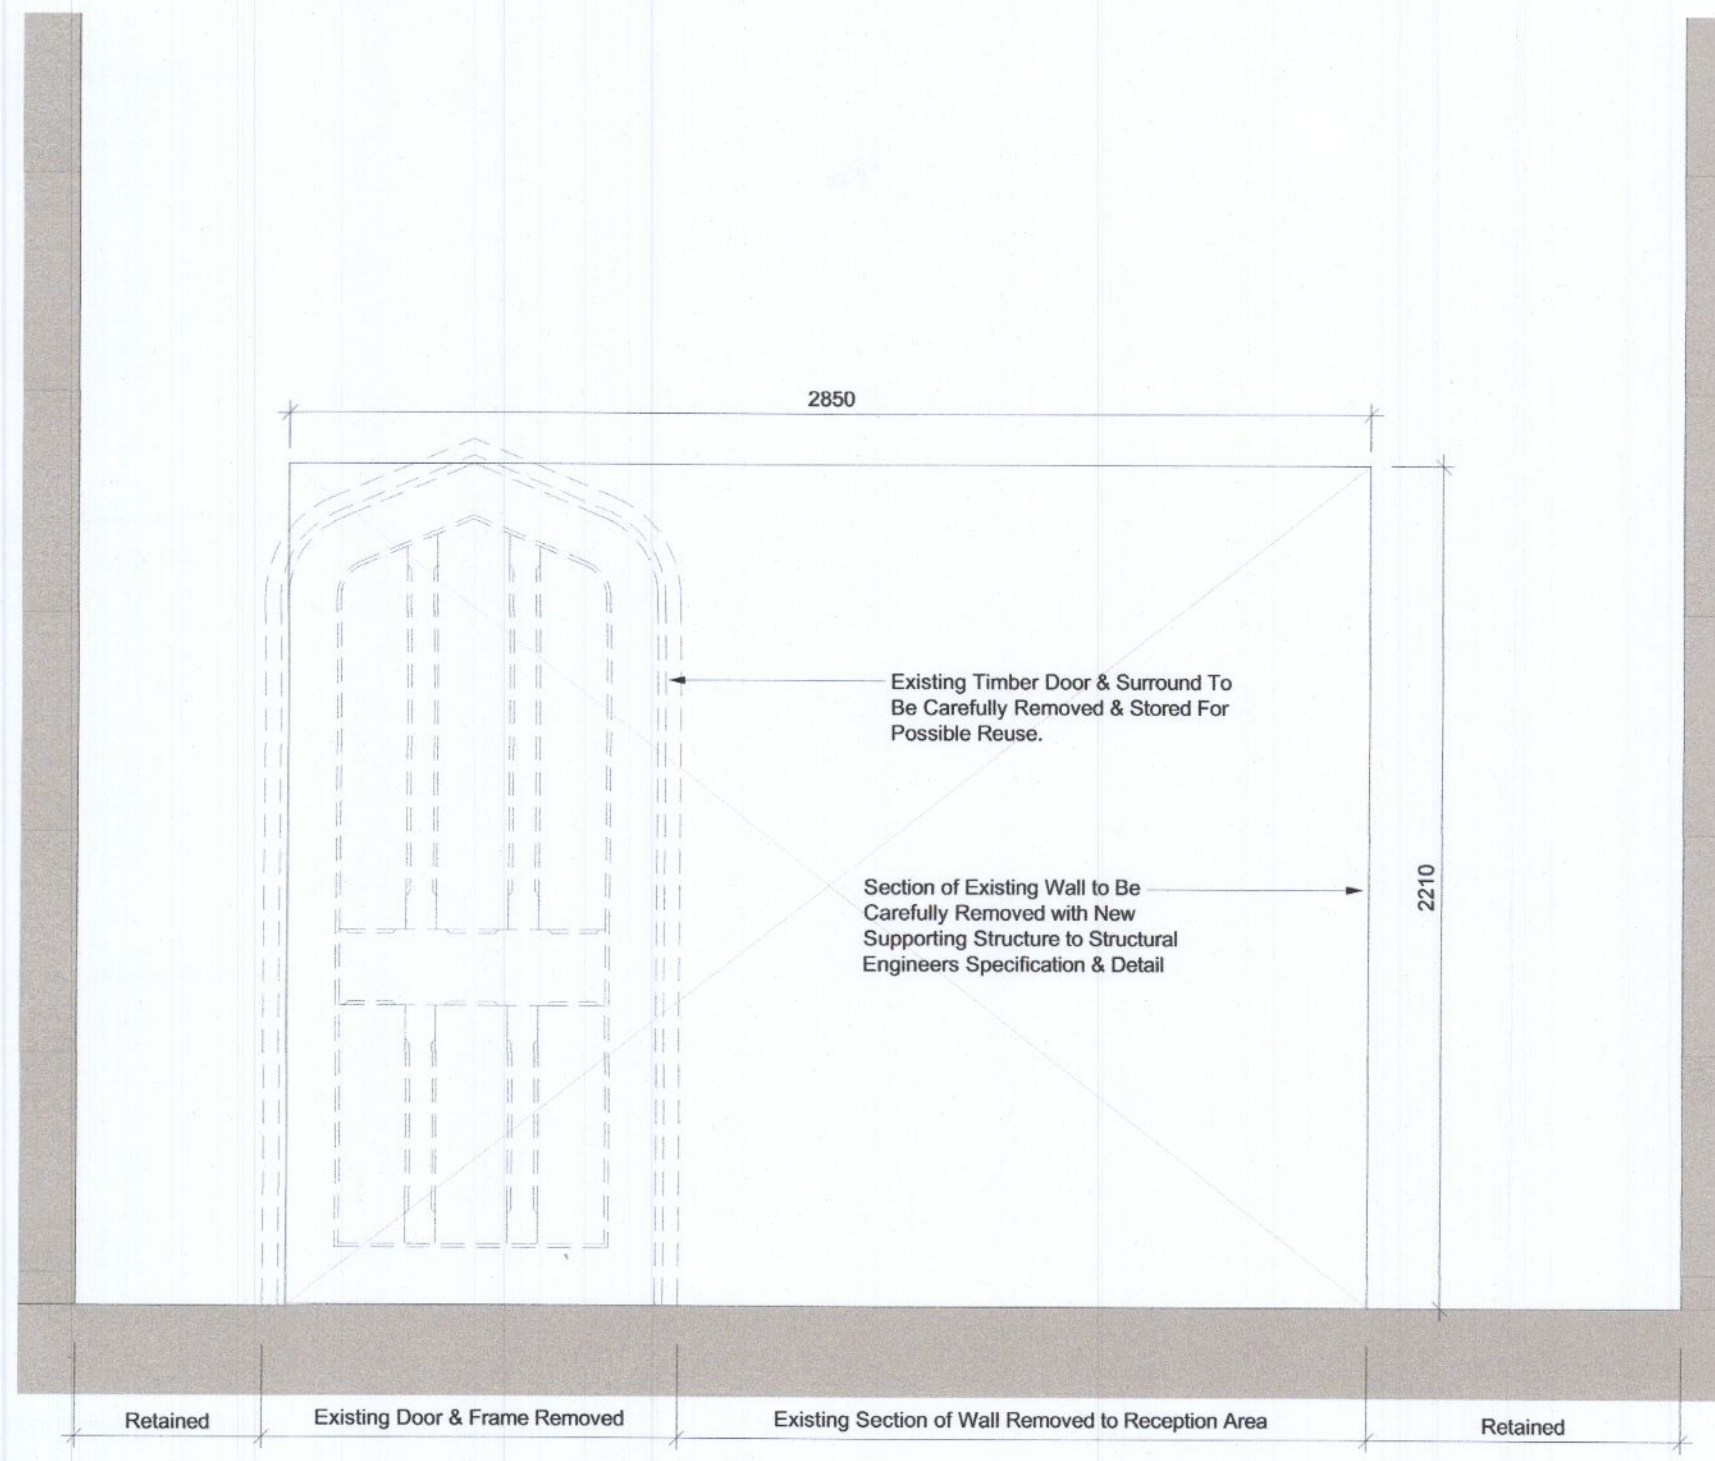 2850
Existing Timber Door & Surround To
Be Carefully Removed & Stored For
Possible Reuse.
Section of Existing Wall to Be
Carefully Removed with New
Supporting Structure to Structural
Engineers Specification & Detail
2210
Retained
Existing Door & Frame Removed
Existing Section of Wall Removed to Reception Area
Retained